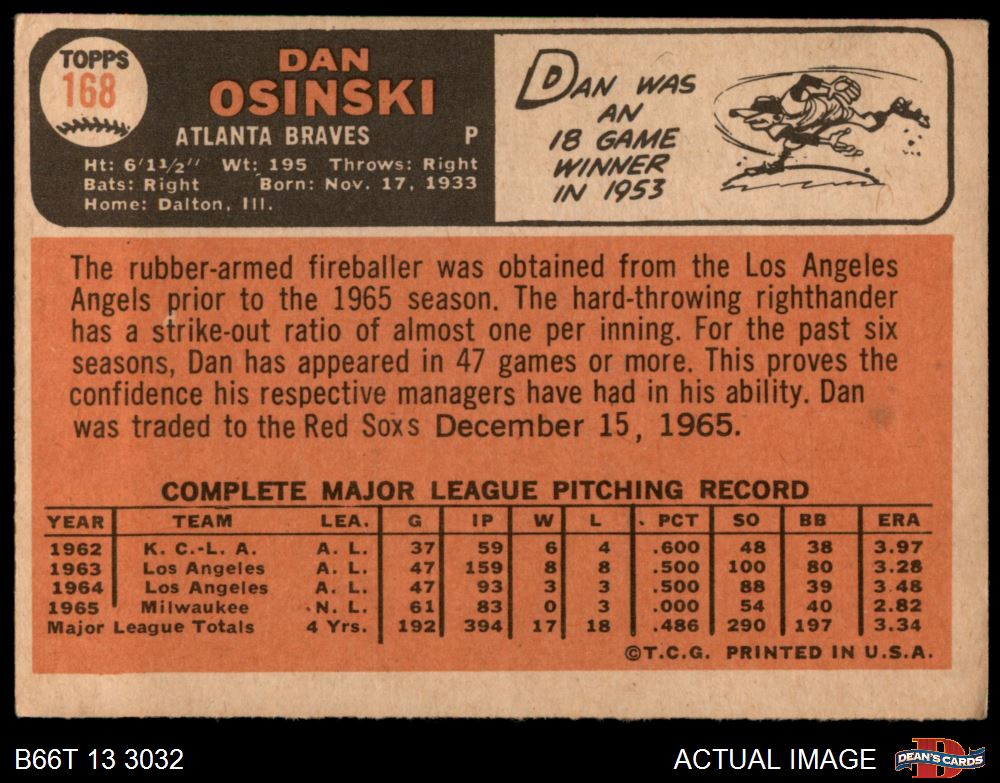 TOPPS
168
DAN
OSINSKI
ATLANTA BRAVES P
Ht: 6'1½" Wt: 195 Throws: Right
Bats: Right Born: Nov. 17, 1933
Home: Dalton, Ill.
DAN WAS
AN
18 GAME
WINNER
IN 1953
The rubber-armed fireballer was obtained from the Los Angeles
Angels prior to the 1965 season. The hard-throwing righthander
has a strike-out ratio of almost one per inning. For the past six
seasons, Dan has appeared in 47 games or more. This proves the
confidence his respective managers have had in his ability. Dan
was traded to the Red Soxs December 15, 1965.
COMPLETE MAJOR LEAGUE PITCHING RECORD
YEAR TEAM LEA. G IP W L PCT SO BB ERA
1962 K. C.-L. A. A. L. 37 59 6 4 .600 48 38 3.97
1963 Los Angeles A. L. 47 159 8 8 .500 100 80 3.28
1964 Los Angeles A. L. 47 93 3 3 .500 88 39 3.48
1965 Milwaukee N. L. 61 83 0 3 .000 54 40 2.82
Major League Totals 4 Yrs. 192 394 17 18 .486 290 197 3.34
©T.C.G. PRINTED IN U.S.A.
B66T 13 3032 ACTUAL IMAGE
DEAN'S CARDS